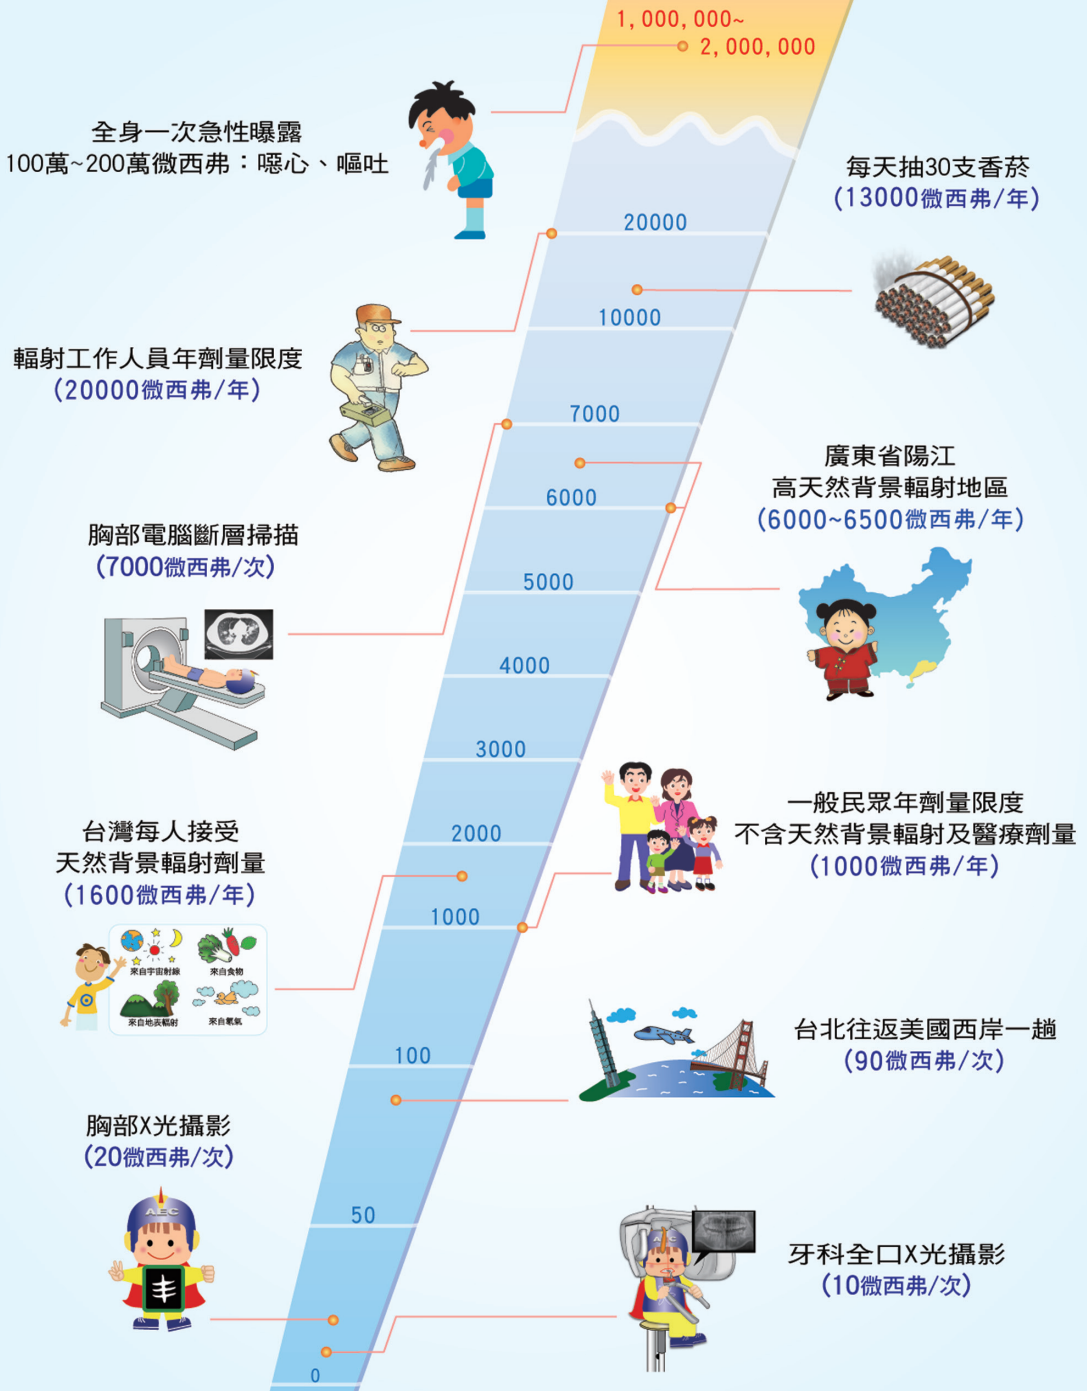 1,000,000~
2,000,000
全身一次急性曝露
100萬~200萬微西弗：噁心、嘔吐
每天抽30支香菸
(13000微西弗/年)
20000
10000
輻射工作人員年劑量限度
(20000微西弗/年)
7000
廣東省陽江
高天然背景輻射地區
(6000~6500微西弗/年)
6000
胸部電腦斷層掃描
(7000微西弗/次)
5000
4000
3000
一般民眾年劑量限度
不含天然背景輻射及醫療劑量
(1000微西弗/年)
2000
台灣每人接受
天然背景輻射劑量
(1600微西弗/年)
1000
來自宇宙射線
來自食物
來自地表輻射
來自氡氣
台北往返美國西岸一趟
(90微西弗/次)
100
胸部X光攝影
(20微西弗/次)
AEC
50
牙科全口X光攝影
(10微西弗/次)
AEC
0